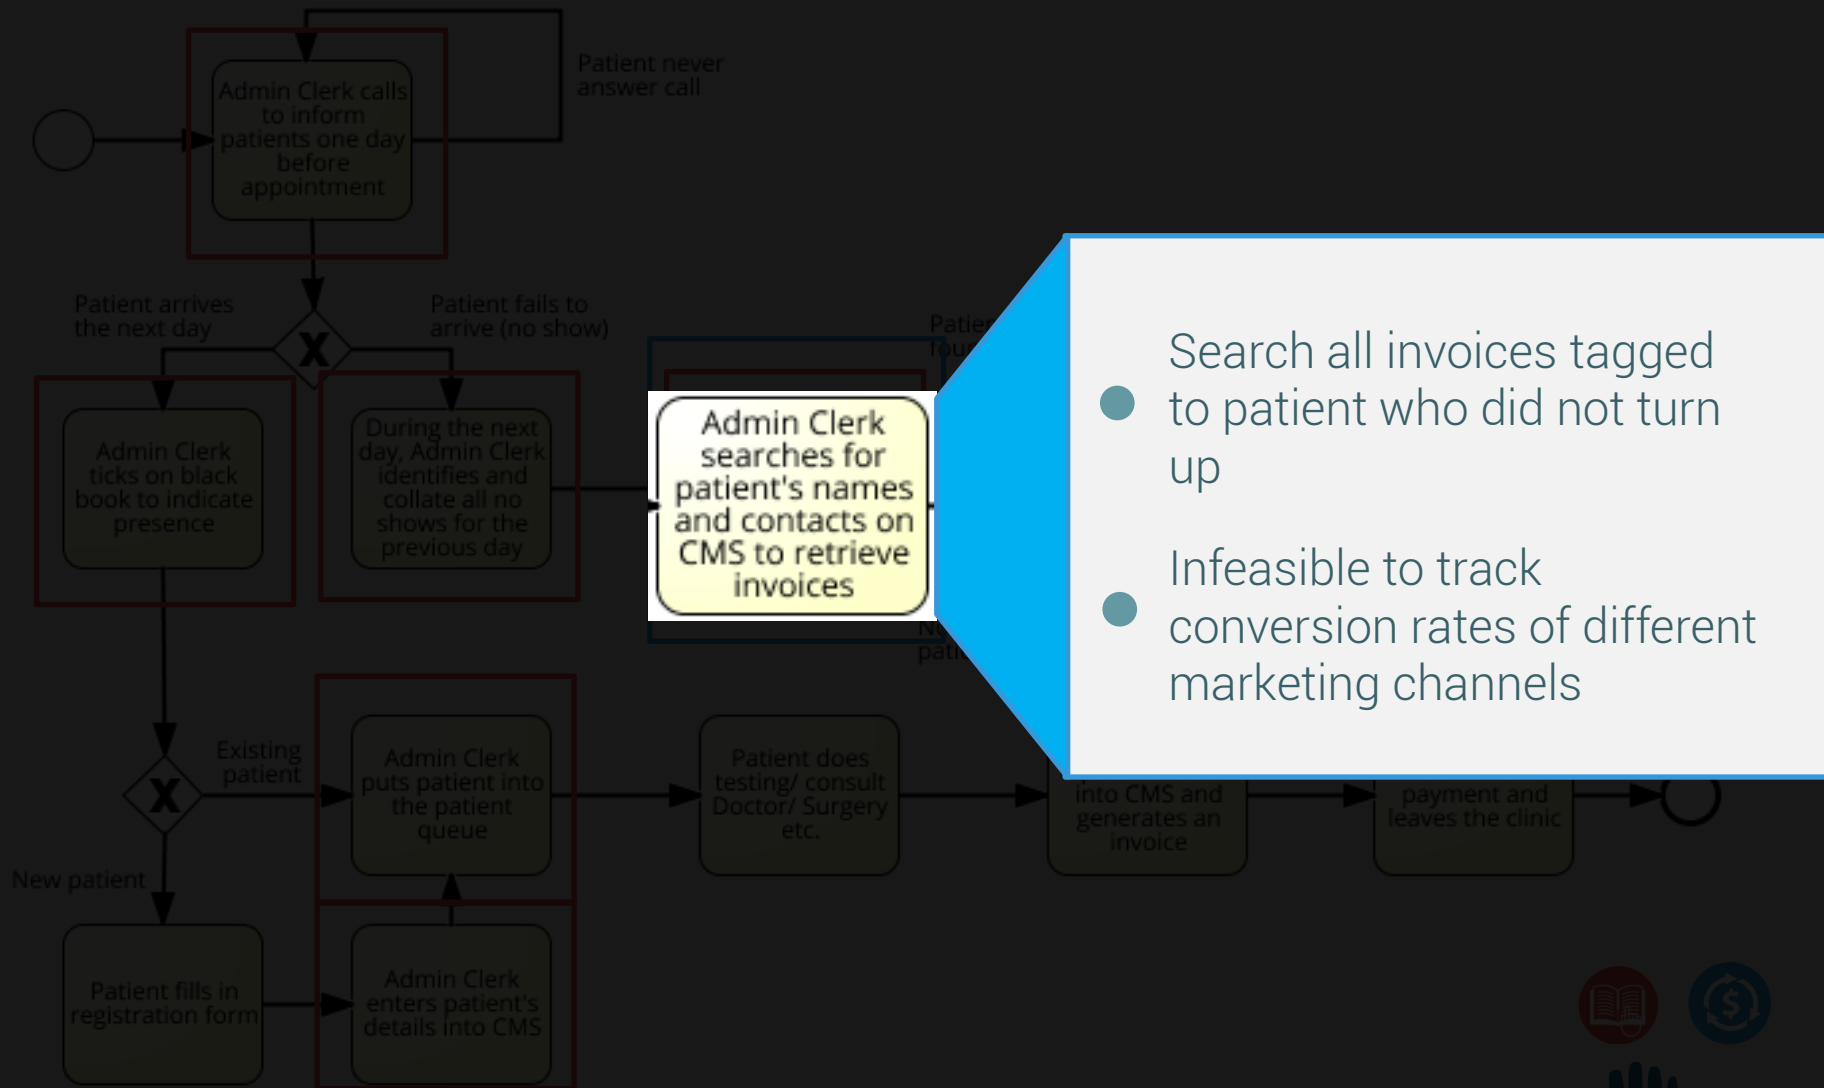 Patient never
answer call
Admin Clerk calls
to inform
patients one day
before
appointment
Patient arrives
the next day
Patient fails to
arrive (no show)
X
Admin Clerk
ticks on black
book to indicate
presence
During the next
day, Admin Clerk
identifies and
collate all no
shows for the
previous day
Admin Clerk
searches for
patient's names
and contacts on
CMS to retrieve
invoices
Search all invoices tagged
to patient who did not turn
up
Infeasible to track
conversion rates of different
marketing channels
Existing
patient
X
Admin Clerk
puts patient into
the patient
queue
Patient does
testing/ consult
Doctor/ Surgery
etc.
into CMS and
generates an
invoice
payment and
leaves the clinic
New patient
Patient fills in
registration form
Admin Clerk
enters patient's
details into CMS
$